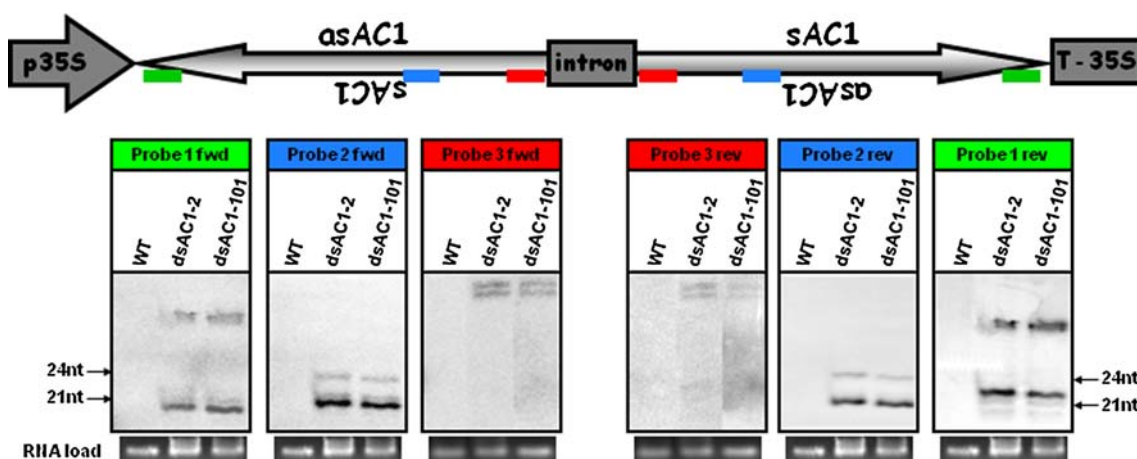 asAC1 sAC1
p35S intron T-35S
sAC1 asAC1
Probe 1 fwd Probe 2 fwd Probe 3 fwd Probe 3 rev Probe 2 rev Probe 1 rev
WT dsAC1-2 dsAC1-101 WT dsAC1-2 dsAC1-101 WT dsAC1-2 dsAC1-101 WT dsAC1-2 dsAC1-101 WT dsAC1-2 dsAC1-101 WT dsAC1-2 dsAC1-101
24nt 24nt
21nt 21nt
RNA load